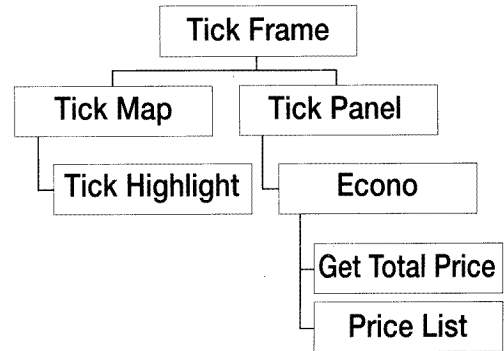 Tick Frame
Tick Map
Tick Panel
Tick Highlight
Econo
Get Total Price
Price List